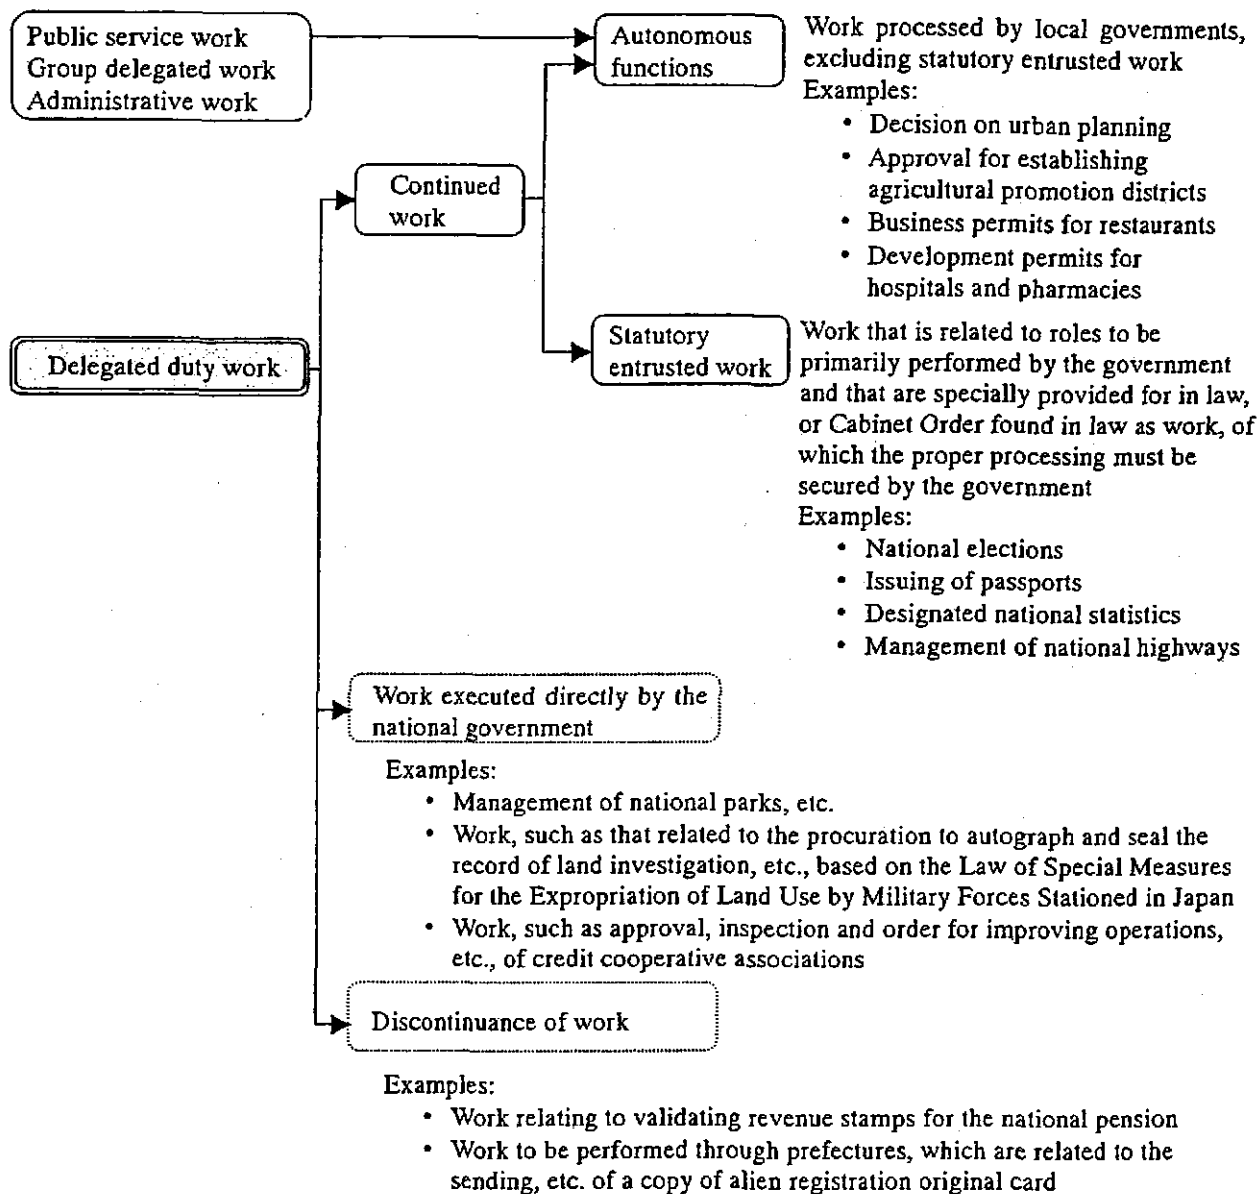 Public service work
Group delegated work
Administrative work
Autonomous
functions
Work processed by local governments,
excluding statutory entrusted work
Examples:
• Decision on urban planning
• Approval for establishing
agricultural promotion districts
• Business permits for restaurants
• Development permits for
hospitals and pharmacies
Continued
work
Delegated duty work
Statutory
entrusted work
Work that is related to roles to be
primarily performed by the government
and that are specially provided for in law,
or Cabinet Order found in law as work, of
which the proper processing must be
secured by the government
Examples:
• National elections
• Issuing of passports
• Designated national statistics
• Management of national highways
Work executed directly by the
national government
Examples:
• Management of national parks, etc.
• Work, such as that related to the procuration to autograph and seal the
record of land investigation, etc., based on the Law of Special Measures
for the Expropriation of Land Use by Military Forces Stationed in Japan
• Work, such as approval, inspection and order for improving operations,
etc., of credit cooperative associations
Discontinuance of work
Examples:
• Work relating to validating revenue stamps for the national pension
• Work to be performed through prefectures, which are related to the
sending, etc. of a copy of alien registration original card